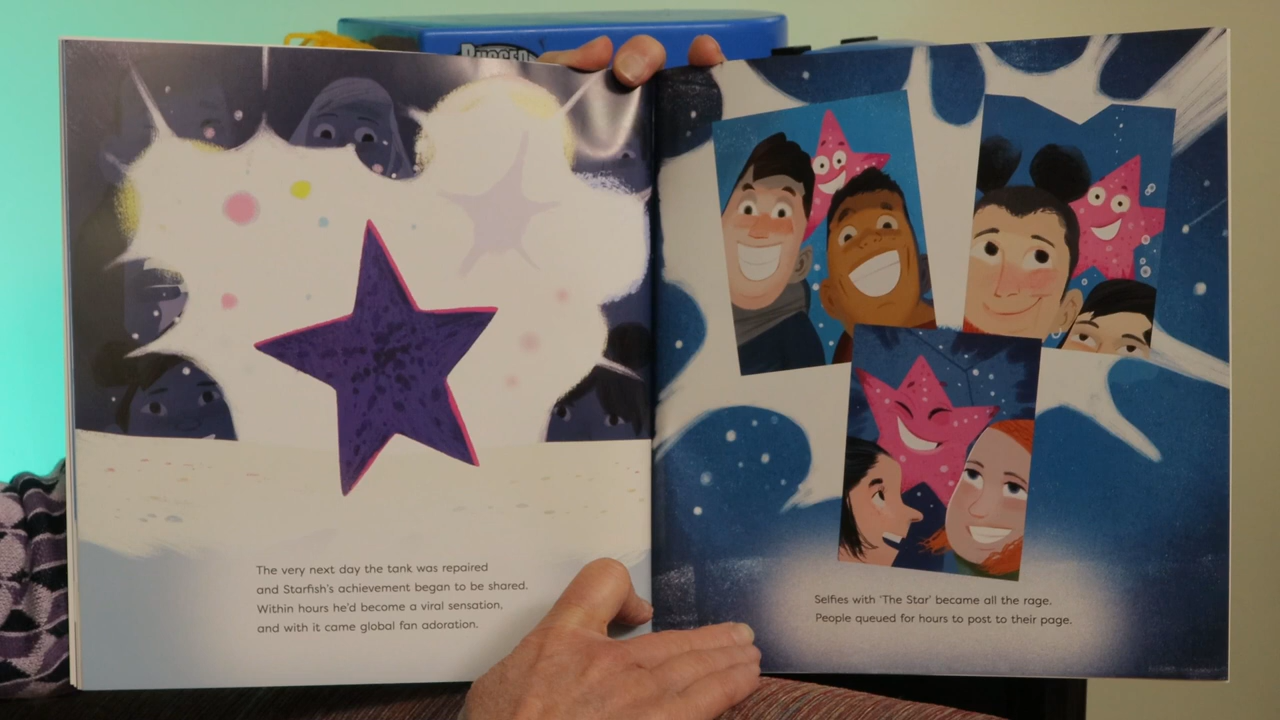 The very next day the tank was repaired
and Starfish's achievement began to be shared.
Within hours he'd become a viral sensation,
and with it came global fan adoration.
Selfies with 'The Star' became all the rage.
People queued for hours to post to their page.